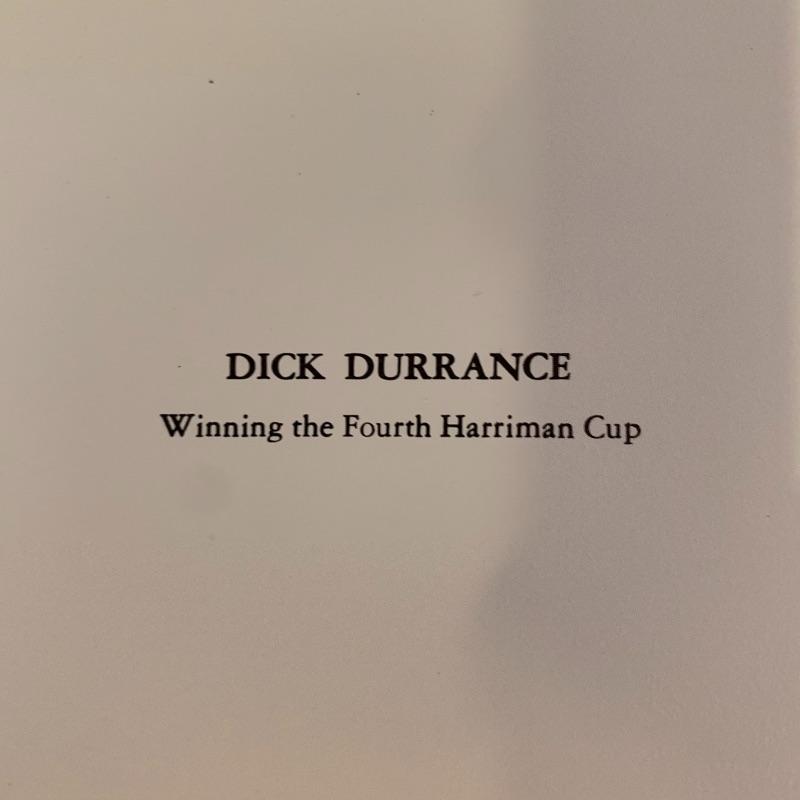 DICK DURRANCE
Winning the Fourth Harriman Cup